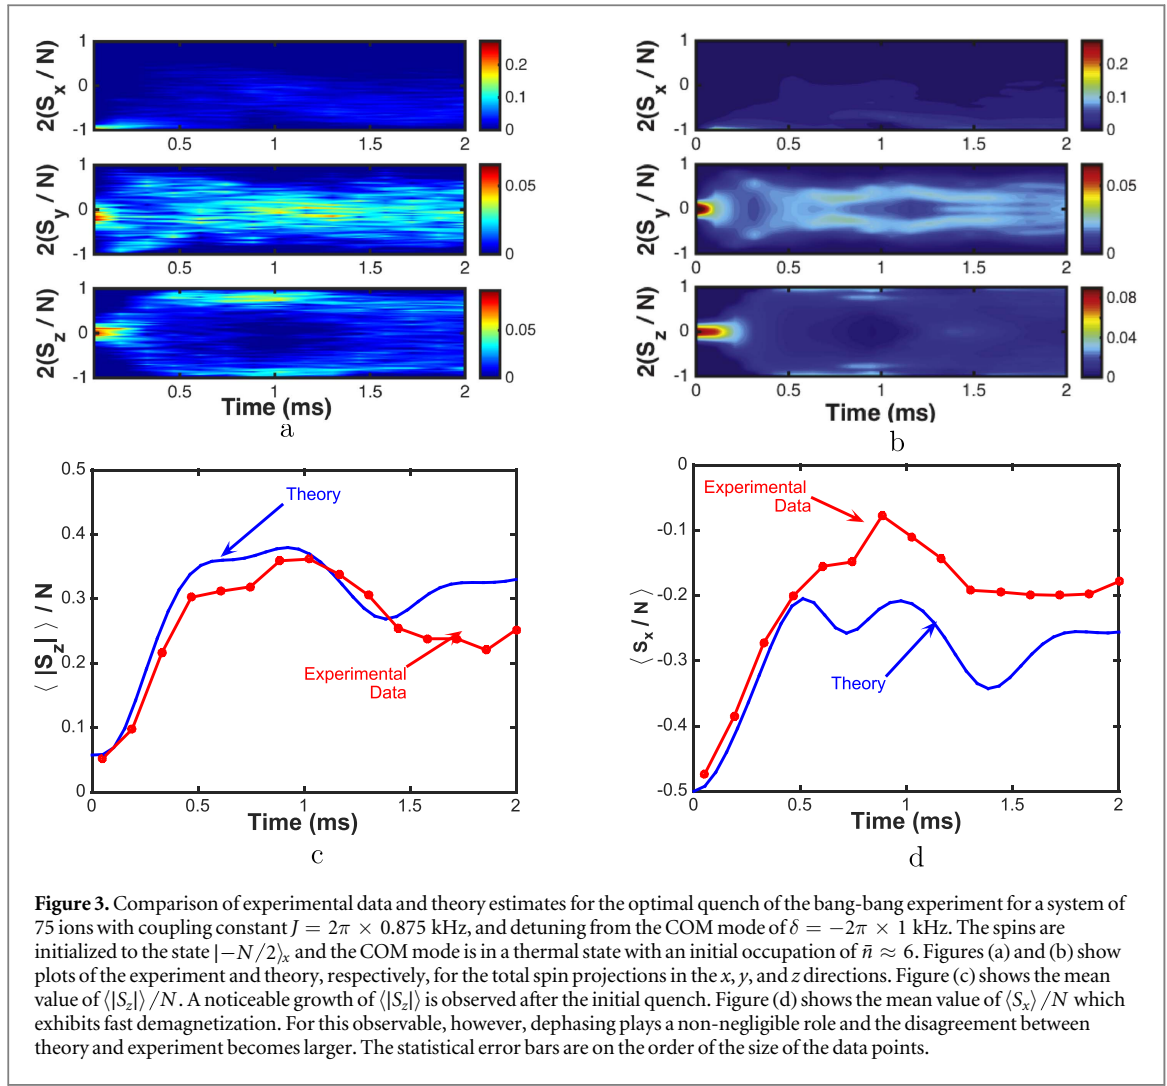 1
0
-1
2(S_x / N)
0.5
1
1.5
2
0.2
0.1
0
1
0
-1
2(S_y / N)
0.5
1
1.5
2
0.05
0
1
0
-1
2(S_z / N)
0.5
1
1.5
2
0.05
0
Time (ms)
a
1
0
-1
2(S_x / N)
0
0.5
1
1.5
2
0.2
0.1
0
1
0
-1
2(S_y / N)
0
0.5
1
1.5
2
0.05
0
1
0
-1
2(S_z / N)
0
0.5
1
1.5
2
0.08
0.04
0
Time (ms)
b
0.5
0.4
0.3
0.2
0.1
0
⟨ |S_z| ⟩ / N
Theory
Experimental
Data
0
0.5
1
1.5
2
Time (ms)
c
0
-0.1
-0.2
-0.3
-0.4
-0.5
⟨ S_x / N ⟩
Experimental
Data
Theory
0
0.5
1
1.5
2
Time (ms)
d
Figure 3. Comparison of experimental data and theory estimates for the optimal quench of the bang-bang experiment for a system of
75 ions with coupling constant J = 2π × 0.875 kHz, and detuning from the COM mode of δ = −2π × 1 kHz. The spins are
initialized to the state |−N/2⟩_x and the COM mode is in a thermal state with an initial occupation of n̄ ≈ 6. Figures (a) and (b) show
plots of the experiment and theory, respectively, for the total spin projections in the x, y, and z directions. Figure (c) shows the mean
value of ⟨|S_z|⟩/N. A noticeable growth of ⟨|S_z|⟩ is observed after the initial quench. Figure (d) shows the mean value of ⟨S_x⟩/N which
exhibits fast demagnetization. For this observable, however, dephasing plays a non-negligible role and the disagreement between
theory and experiment becomes larger. The statistical error bars are on the order of the size of the data points.